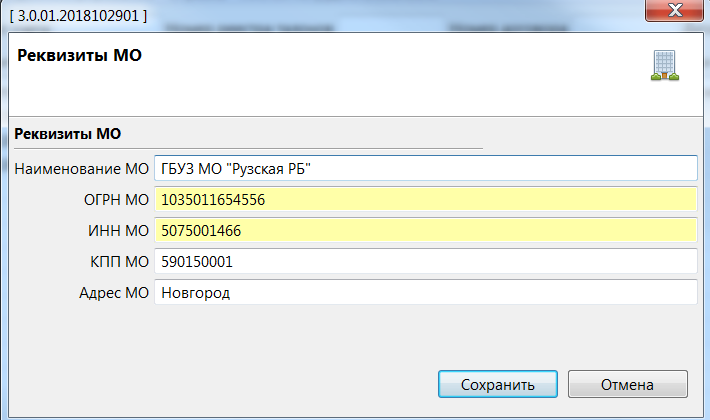 [ 3.0.01.2018102901 ]
Реквизиты МО
Реквизиты МО
Наименование МО ГБУЗ МО "Рузская РБ"
ОГРН МО 1035011654556
ИНН МО 5075001466
КПП МО 590150001
Адрес МО Новгород
Сохранить Отмена